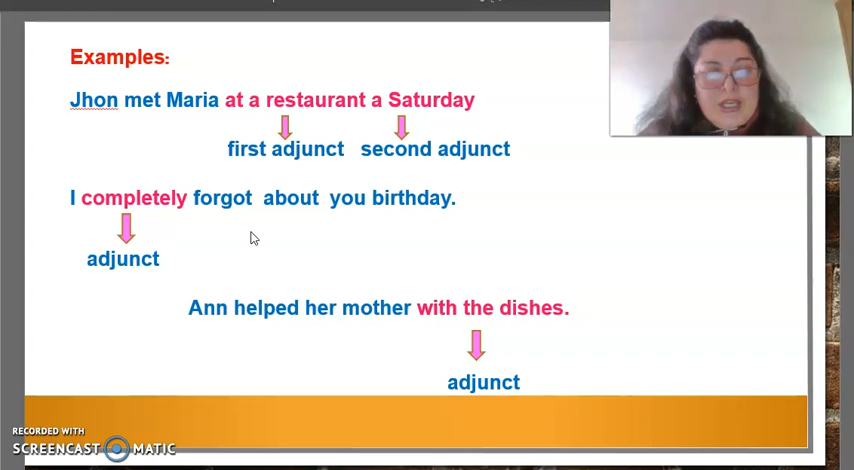 Examples:
Jhon met Maria at a restaurant a Saturday
first adjunct second adjunct
I completely forgot about you birthday.
adjunct
Ann helped her mother with the dishes.
adjunct
RECORDED WITH
SCREENCAST MATIC